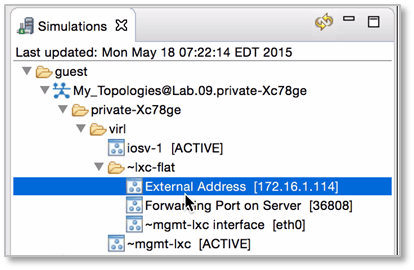 Simulations
Last updated: Mon May 18 07:22:14 EDT 2015
guest
My_Topologies@Lab.09.private-Xc78ge
private-Xc78ge
virl
iosv-1 [ACTIVE]
~lxc-flat
External Address [172.16.1.114]
Forwarding Port on Server [36808]
~mgmt-lxc interface [eth0]
~mgmt-lxc [ACTIVE]